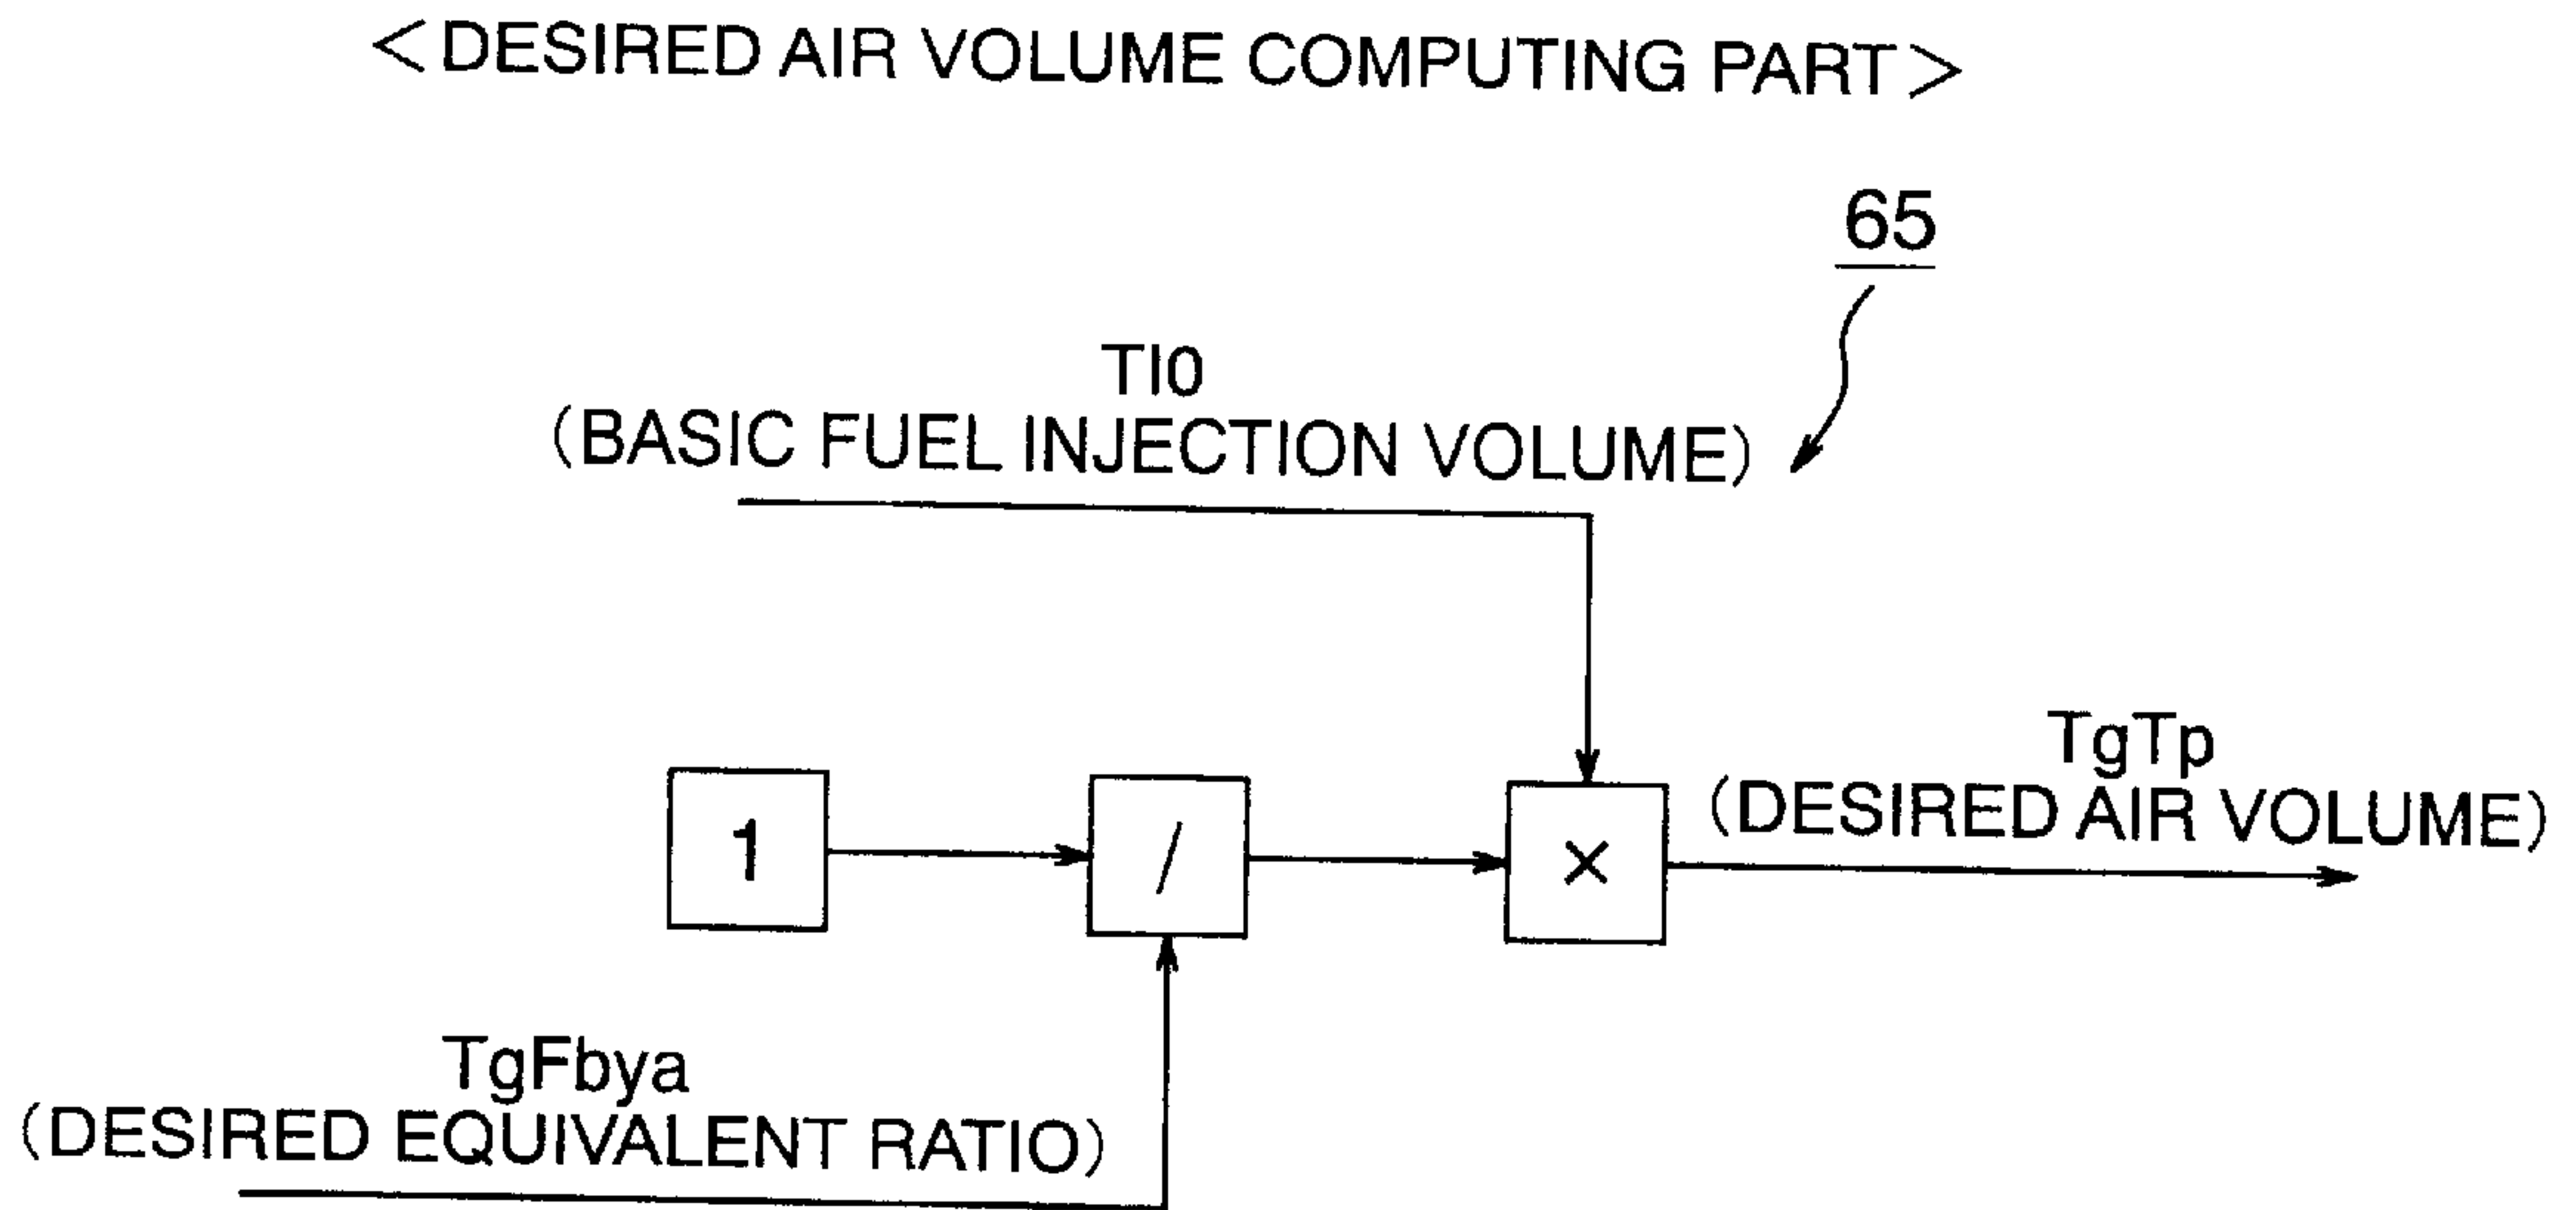 <DESIRED AIR VOLUME COMPUTING PART>
65
TI0
(BASIC FUEL INJECTION VOLUME)
TgTp
(DESIRED AIR VOLUME)
1
/
×
TgFbya
(DESIRED EQUIVALENT RATIO)